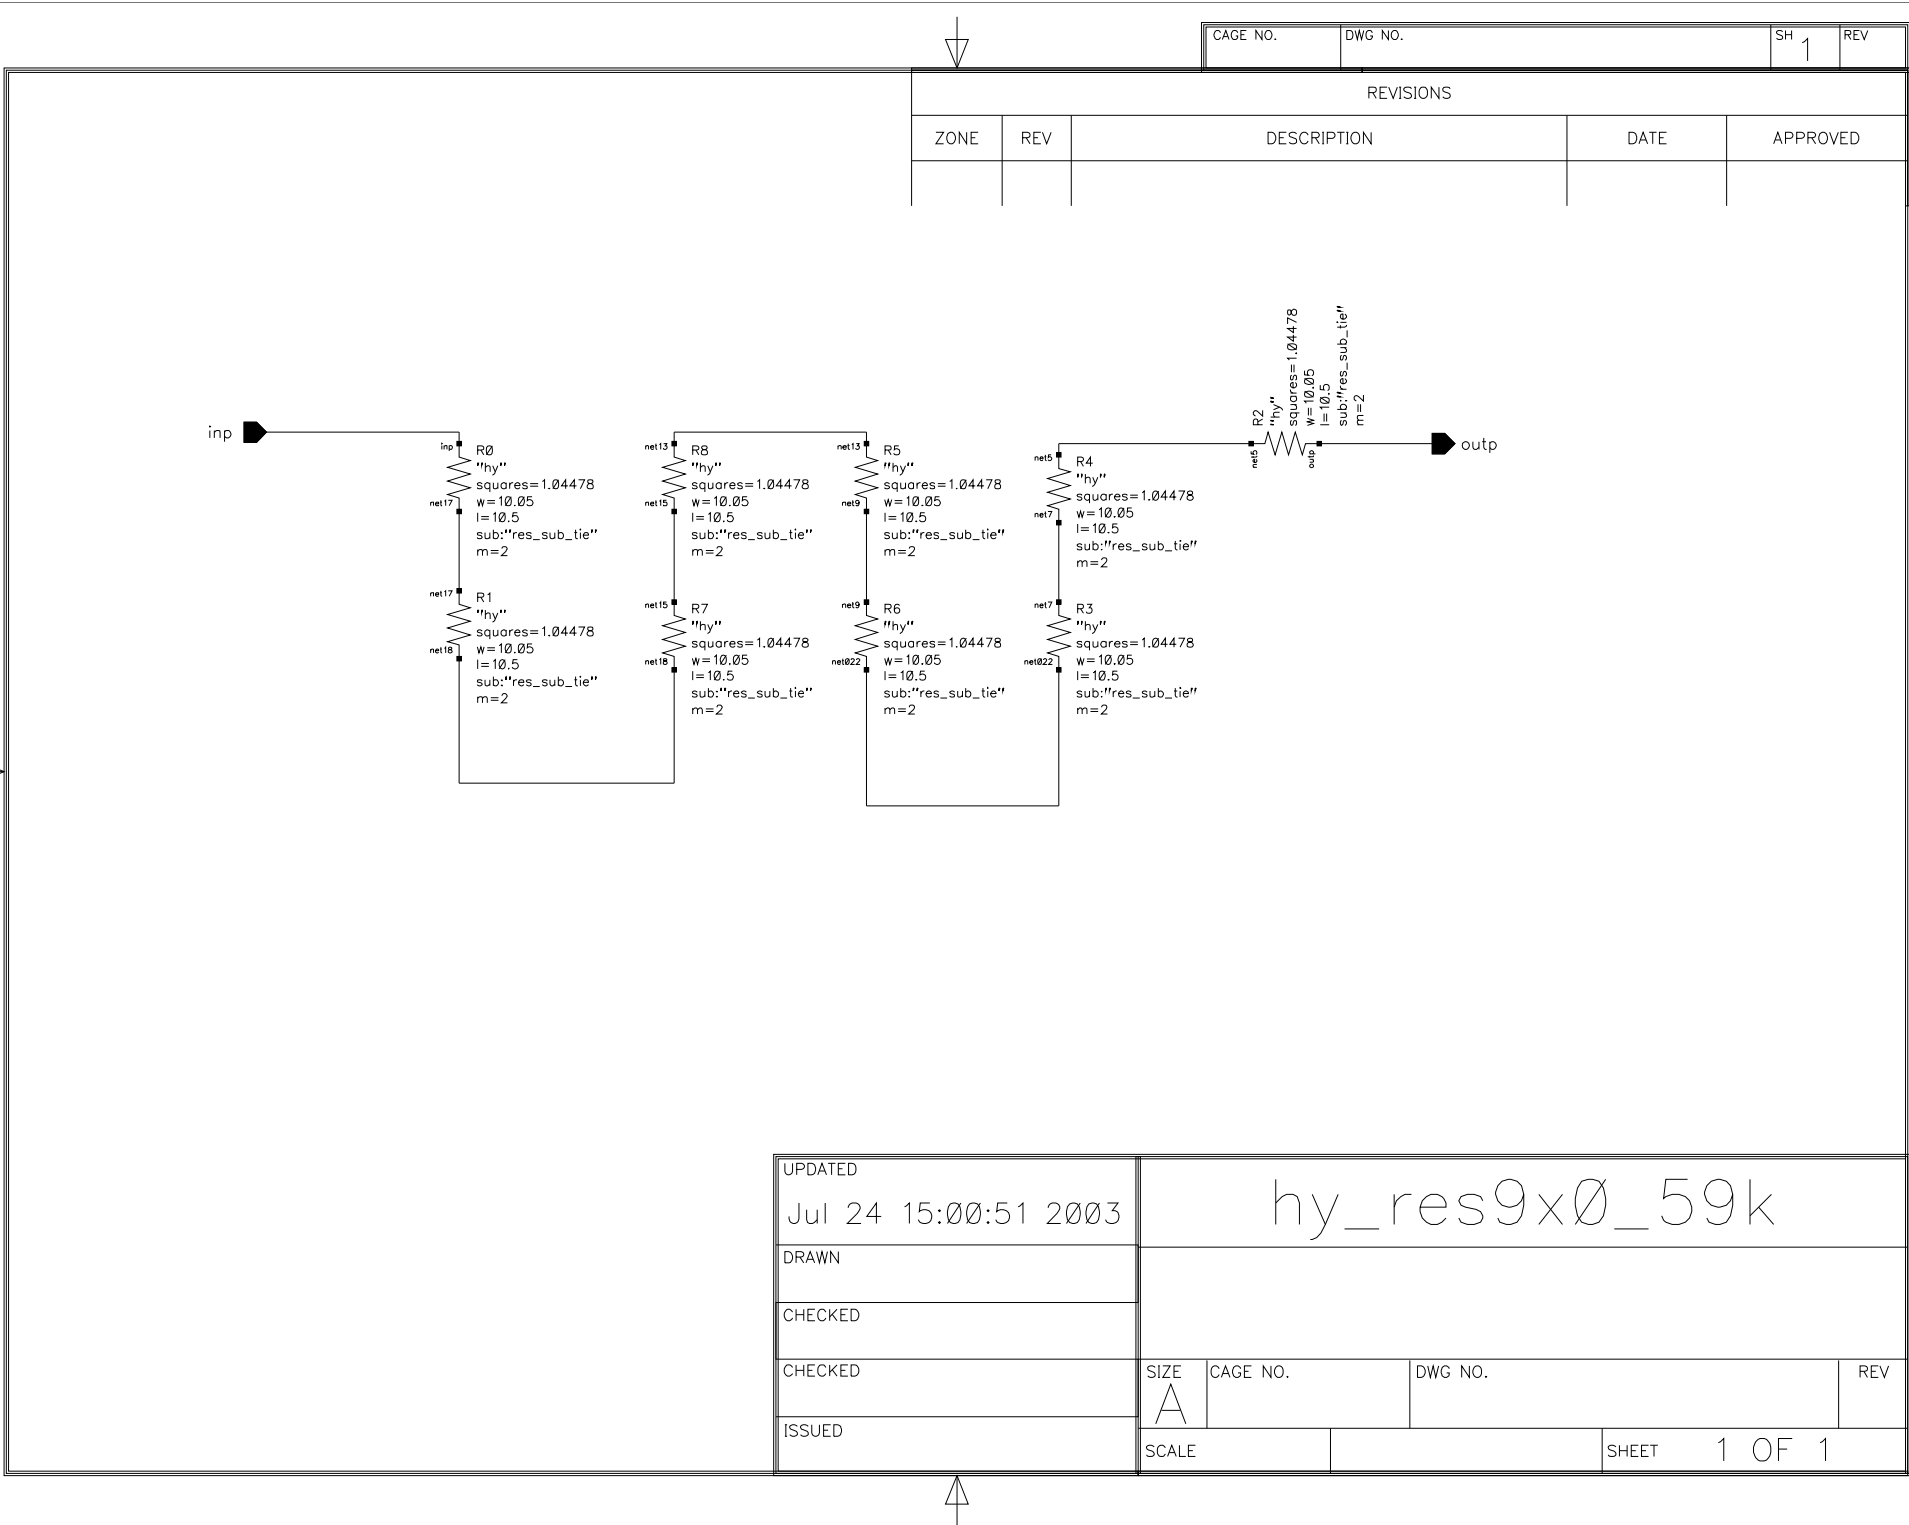 CAGE NO.
DWG NO.
SH 1
REV
REVISIONS
ZONE
REV
DESCRIPTION
DATE
APPROVED
inp
inp
net17
R0
"hy"
squares=1.04478
w=10.05
l=10.5
sub:"res_sub_tie"
m=2
net17
net18
R1
"hy"
squares=1.04478
w=10.05
l=10.5
sub:"res_sub_tie"
m=2
net13
net15
R8
"hy"
squares=1.04478
w=10.05
l=10.5
sub:"res_sub_tie"
m=2
net15
net18
R7
"hy"
squares=1.04478
w=10.05
l=10.5
sub:"res_sub_tie"
m=2
net13
net9
R5
"hy"
squares=1.04478
w=10.05
l=10.5
sub:"res_sub_tie"
m=2
net9
net022
R6
"hy"
squares=1.04478
w=10.05
l=10.5
sub:"res_sub_tie"
m=2
net5
net7
R4
"hy"
squares=1.04478
w=10.05
l=10.5
sub:"res_sub_tie"
m=2
net7
net022
R3
"hy"
squares=1.04478
w=10.05
l=10.5
sub:"res_sub_tie"
m=2
net5
outp
R2
"hy"
squares=1.04478
w=10.05
l=10.5
sub:"res_sub_tie"
m=2
outp
UPDATED
Jul 24 15:00:51 2003
DRAWN
CHECKED
CHECKED
ISSUED
hy_res9x0_59k
SIZE
A
CAGE NO.
DWG NO.
REV
SCALE
SHEET 1 OF 1